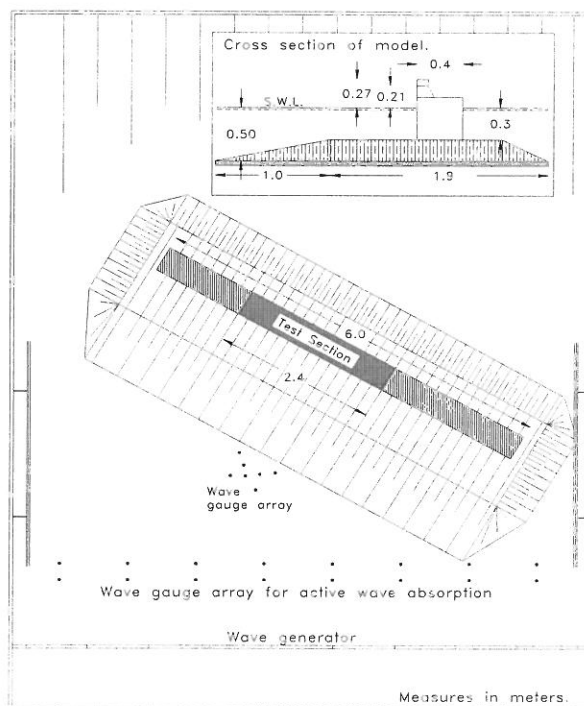 Cross section of model.
0.4
S.W.L.
0.27
0.21
0.3
0.50
1.0
1.9
6.0
Test Section
2.4
Wave
gauge array
Wave gauge array for active wave absorption
Wave generator
Measures in meters.